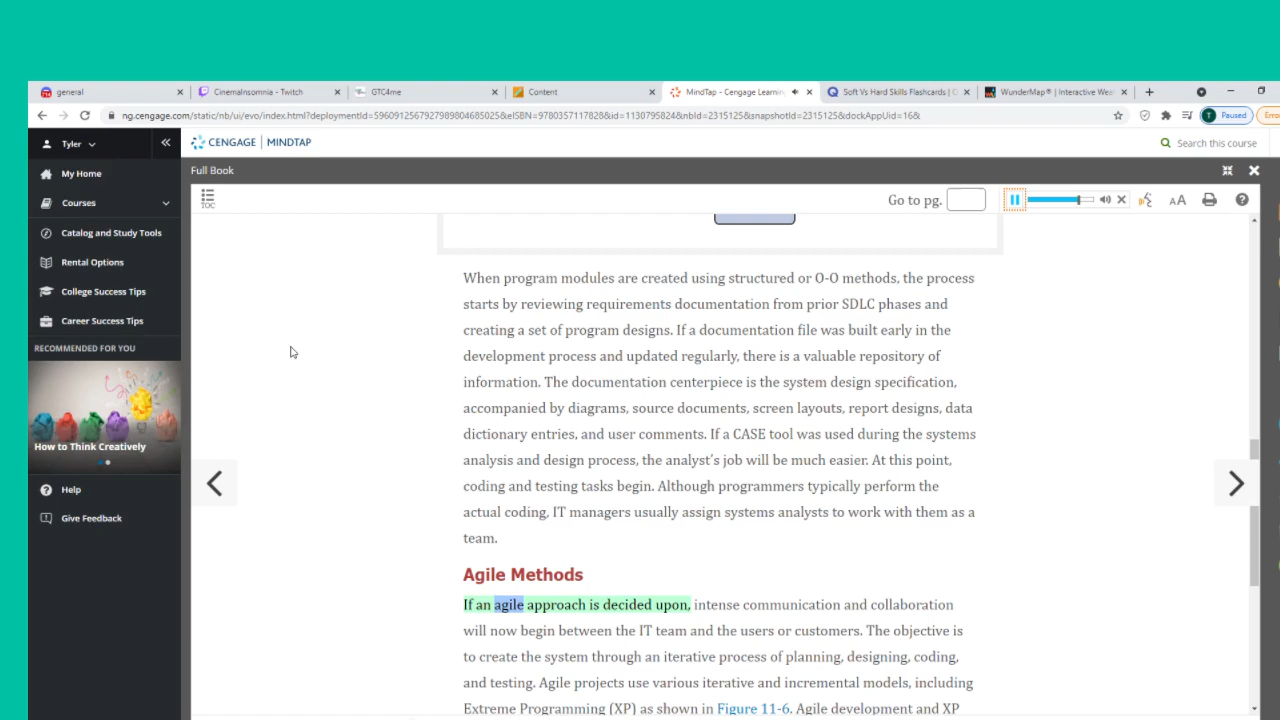 general
CinemaInsomnia - Twitch
GTC4me
Content
MindTap - Cengage Learning
Soft Vs Hard Skills Flashcards |
WunderMap® | Interactive Wea
ng.cengage.com/static/nb/ui/evo/index.html?deploymentId=5960912567927989804685025&eISBN=9780357117828&id=1130795824&nbId=2315125&snapshotId=2315125&dockAppUid=16&
T Paused
Tyler
CENGAGE | MINDTAP
Search this course
Full Book
My Home
Courses
Catalog and Study Tools
Rental Options
College Success Tips
Career Success Tips
RECOMMENDED FOR YOU
How to Think Creatively
Help
Give Feedback
TOC
Go to pg.
AA
When program modules are created using structured or O-O methods, the process
starts by reviewing requirements documentation from prior SDLC phases and
creating a set of program designs. If a documentation file was built early in the
development process and updated regularly, there is a valuable repository of
information. The documentation centerpiece is the system design specification,
accompanied by diagrams, source documents, screen layouts, report designs, data
dictionary entries, and user comments. If a CASE tool was used during the systems
analysis and design process, the analyst's job will be much easier. At this point,
coding and testing tasks begin. Although programmers typically perform the
actual coding, IT managers usually assign systems analysts to work with them as a
team.
Agile Methods
If an agile approach is decided upon, intense communication and collaboration
will now begin between the IT team and the users or customers. The objective is
to create the system through an iterative process of planning, designing, coding,
and testing. Agile projects use various iterative and incremental models, including
Extreme Programming (XP) as shown in Figure 11-6. Agile development and XP